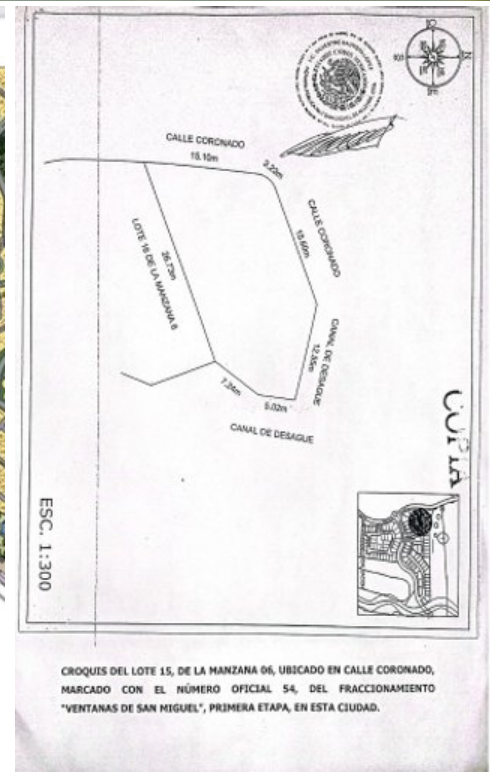 CALLE CORONADO
15.10m
3.22m
CALLE CORONADO
15.60m
LOTE 16 DE LA MANZANA 6
26.73m
CANAL DE DESAGUE
12.85m
7.24m
5.02m
CANAL DE DESAGUE
COPIA
ESC. 1:300
CROQUIS DEL LOTE 15, DE LA MANZANA 06, UBICADO EN CALLE CORONADO,
MARCADO CON EL NÚMERO OFICIAL 54, DEL FRACCIONAMIENTO
"VENTANAS DE SAN MIGUEL", PRIMERA ETAPA, EN ESTA CIUDAD.